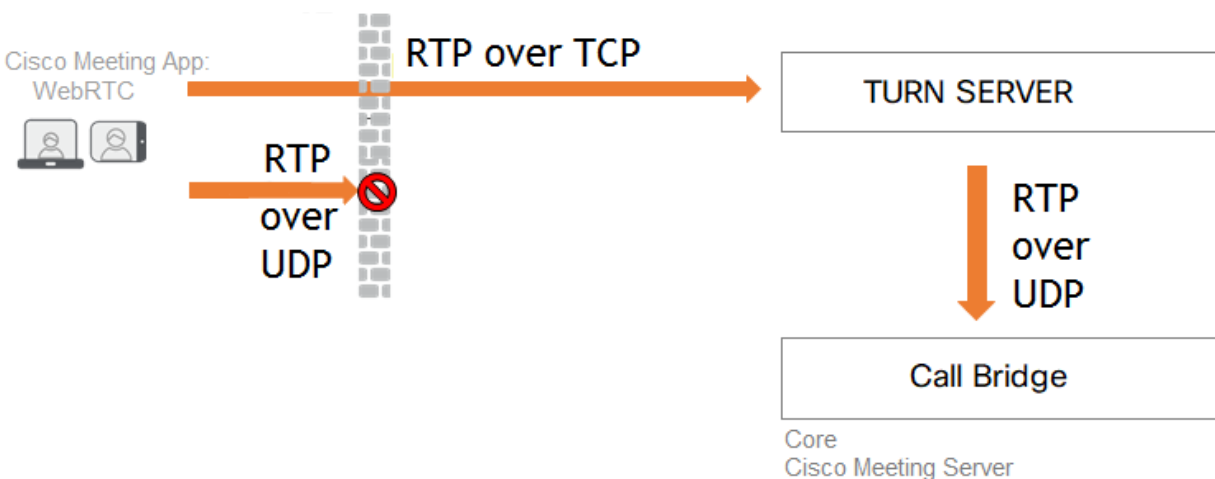 Cisco Meeting App:
WebRTC
RTP over TCP
TURN SERVER
RTP
over
UDP
RTP
over
UDP
Call Bridge
Core
Cisco Meeting Server